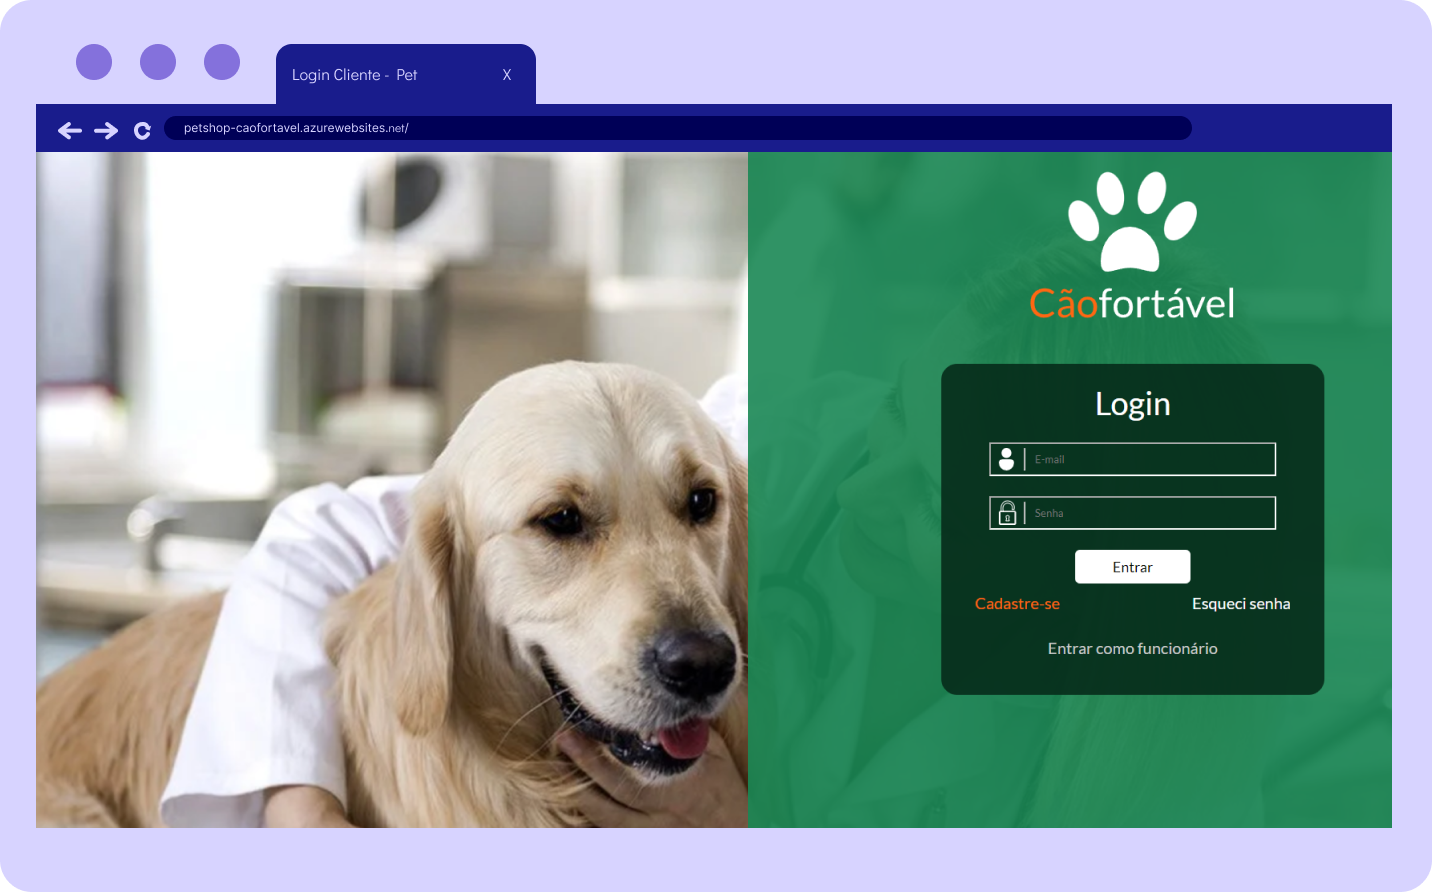 Login Cliente - Pet X
petshop-caofortavel.azurewebsites.net/
Cãofortável
Login
E-mail
Senha
Entrar
Cadastre-se Esqueci senha
Entrar como funcionário